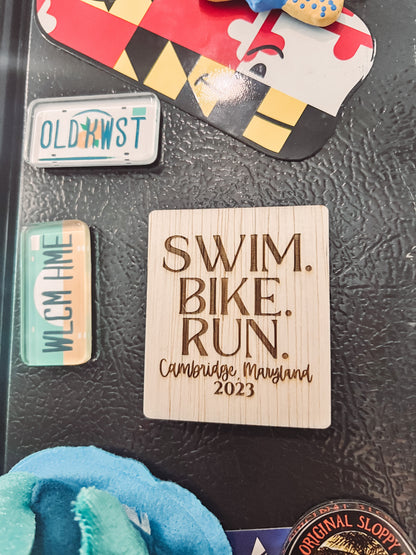 OLD KWST
WLCM HME
SWIM.
BIKE.
RUN.
Cambridge, Maryland
2023
ORIGINAL SLOPPY